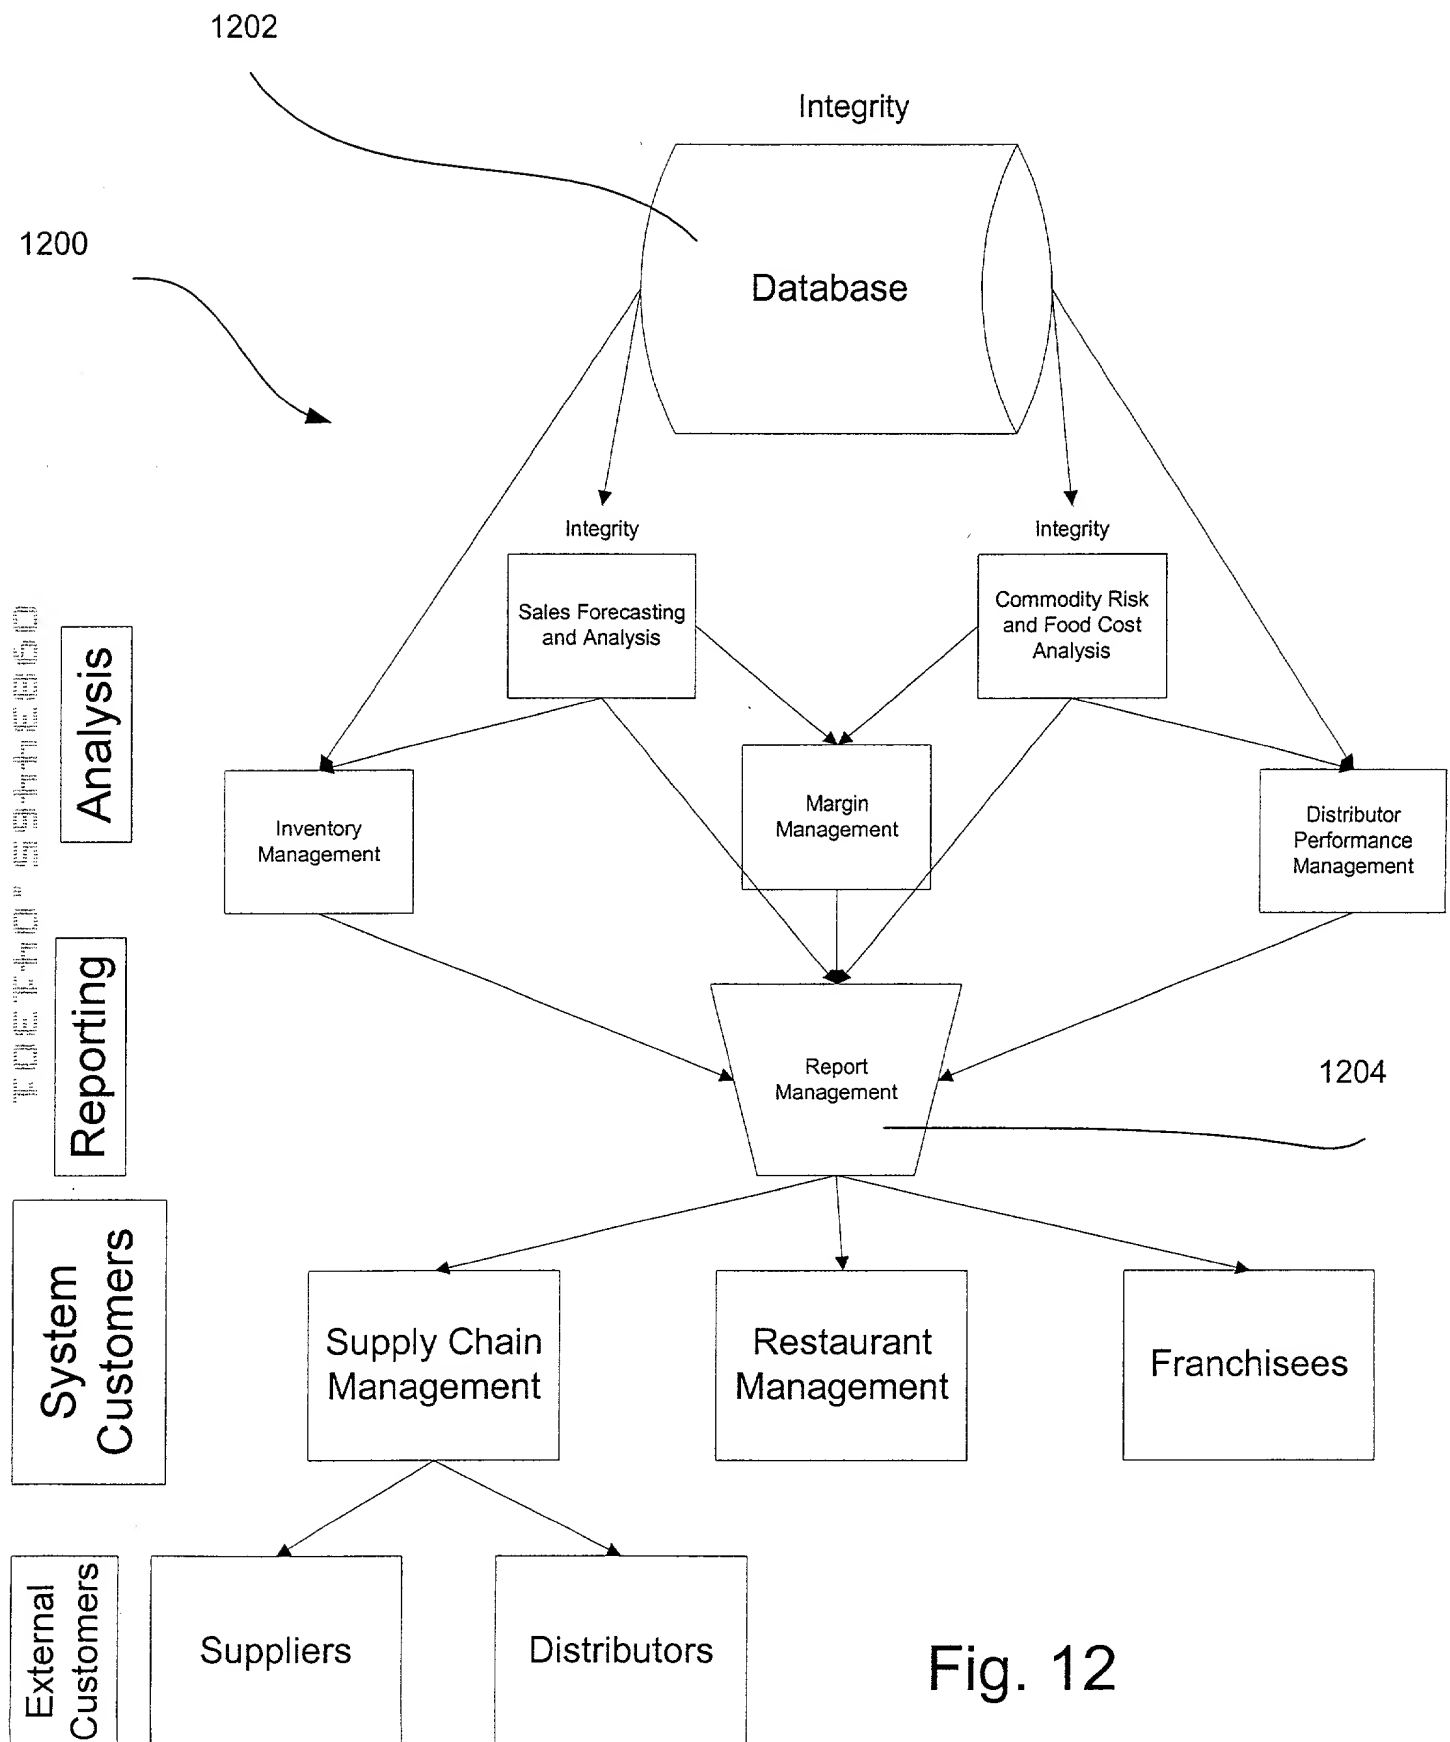 1202
Integrity
1200
Database
Integrity
Integrity
Sales Forecasting
and Analysis
Commodity Risk
and Food Cost
Analysis
Analysis
Inventory
Management
Margin
Management
Distributor
Performance
Management
Reporting
Report
Management
1204
System
Customers
Supply Chain
Management
Restaurant
Management
Franchisees
External
Customers
Suppliers
Distributors
Fig. 12